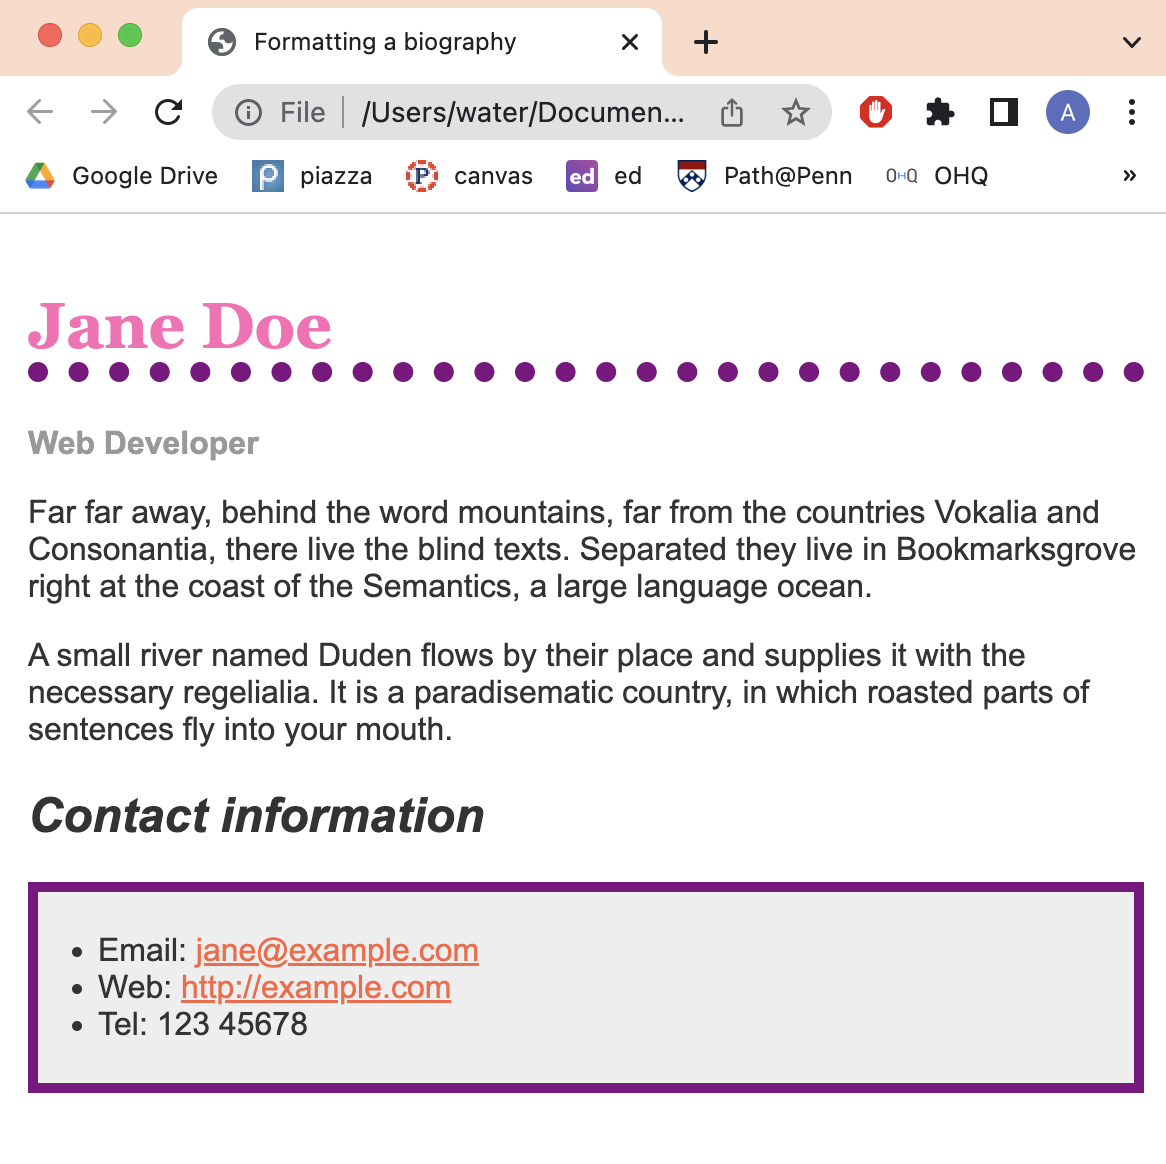 Formatting a biography
File /Users/water/Documen...
A
Google Drive piazza canvas ed ed Path@Penn OHQ OHQ »
Jane Doe
Web Developer
Far far away, behind the word mountains, far from the countries Vokalia and
Consonantia, there live the blind texts. Separated they live in Bookmarksgrove
right at the coast of the Semantics, a large language ocean.
A small river named Duden flows by their place and supplies it with the
necessary regelialia. It is a paradisematic country, in which roasted parts of
sentences fly into your mouth.
Contact information
• Email: jane@example.com
• Web: http://example.com
• Tel: 123 45678